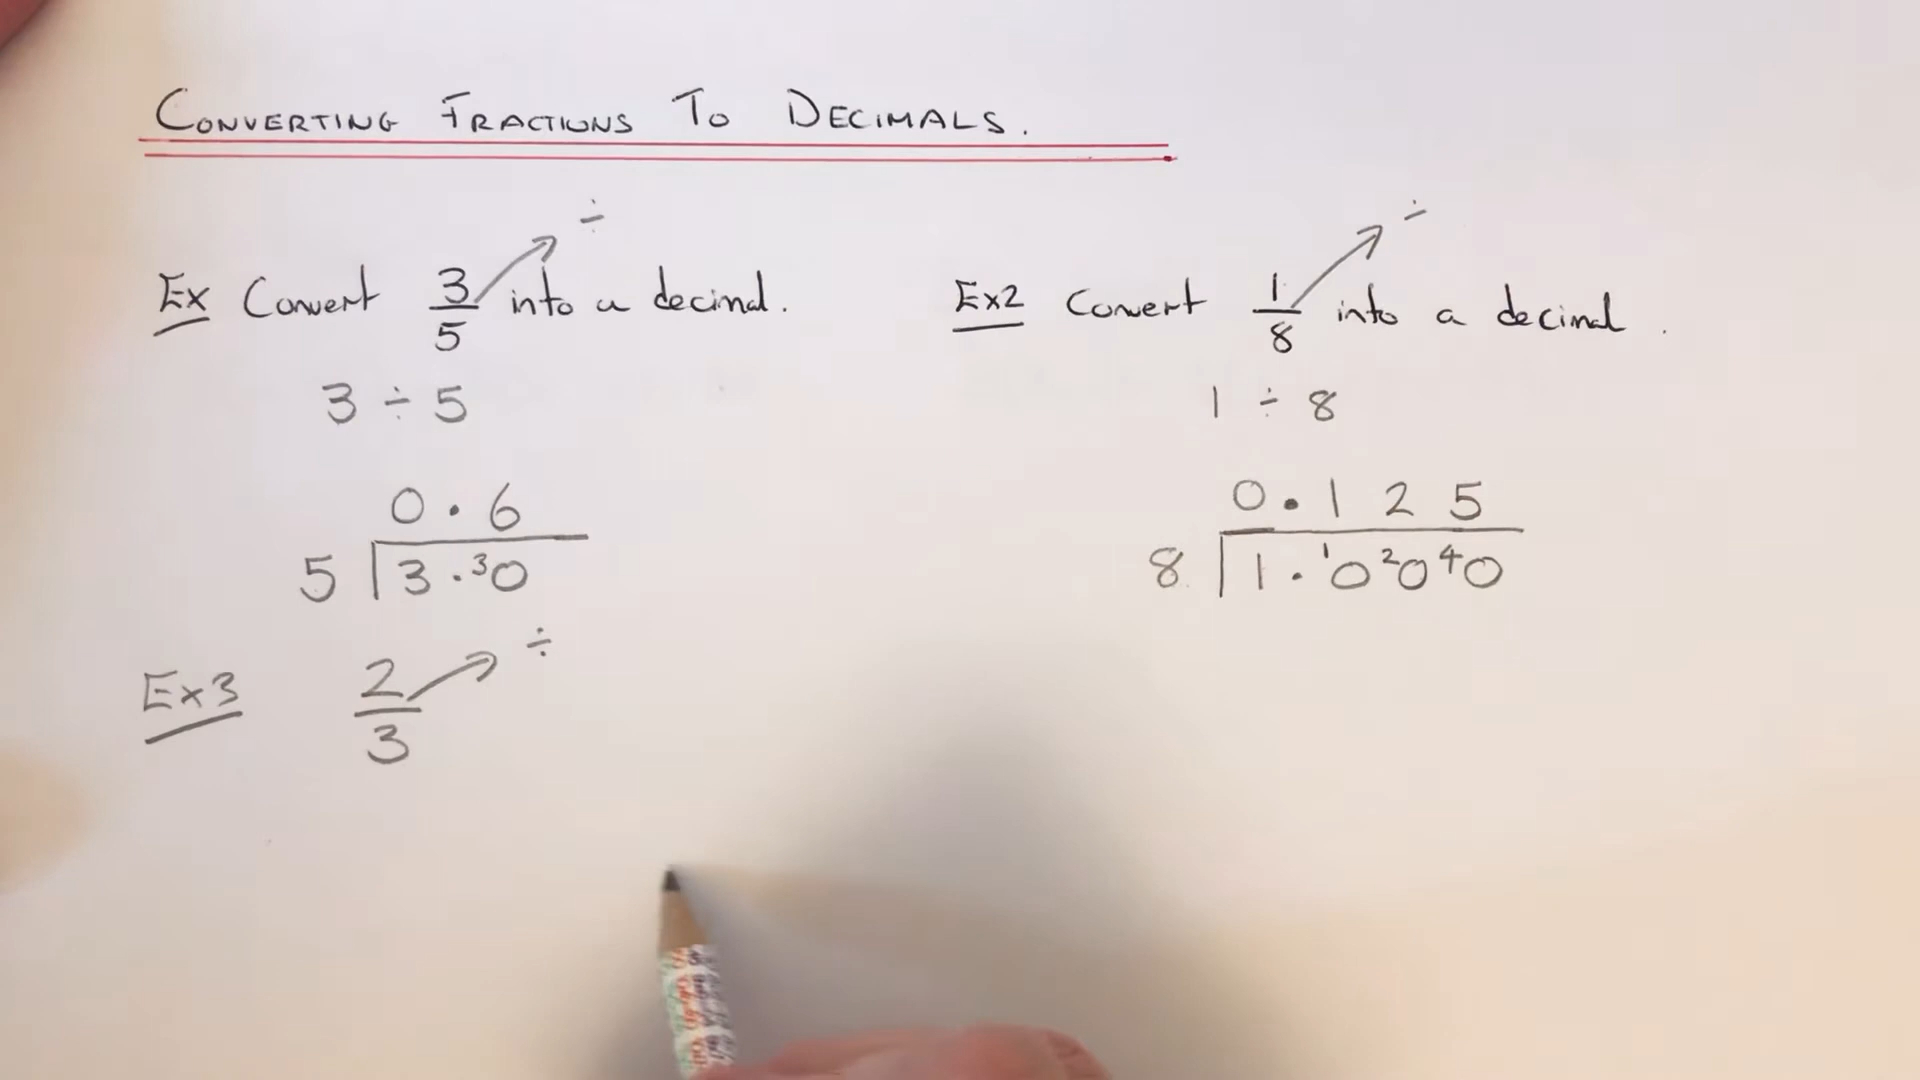 CONVERTING FRACTIONS TO DECIMALS.
÷
Ex Convert 3/5 into a decimal.
3 ÷ 5
0.6
5 3.³0
÷
Ex2 Convert 1/8 into a decimal.
1 ÷ 8
0.125
8 1.¹0²0⁴0
÷
Ex3 2/3